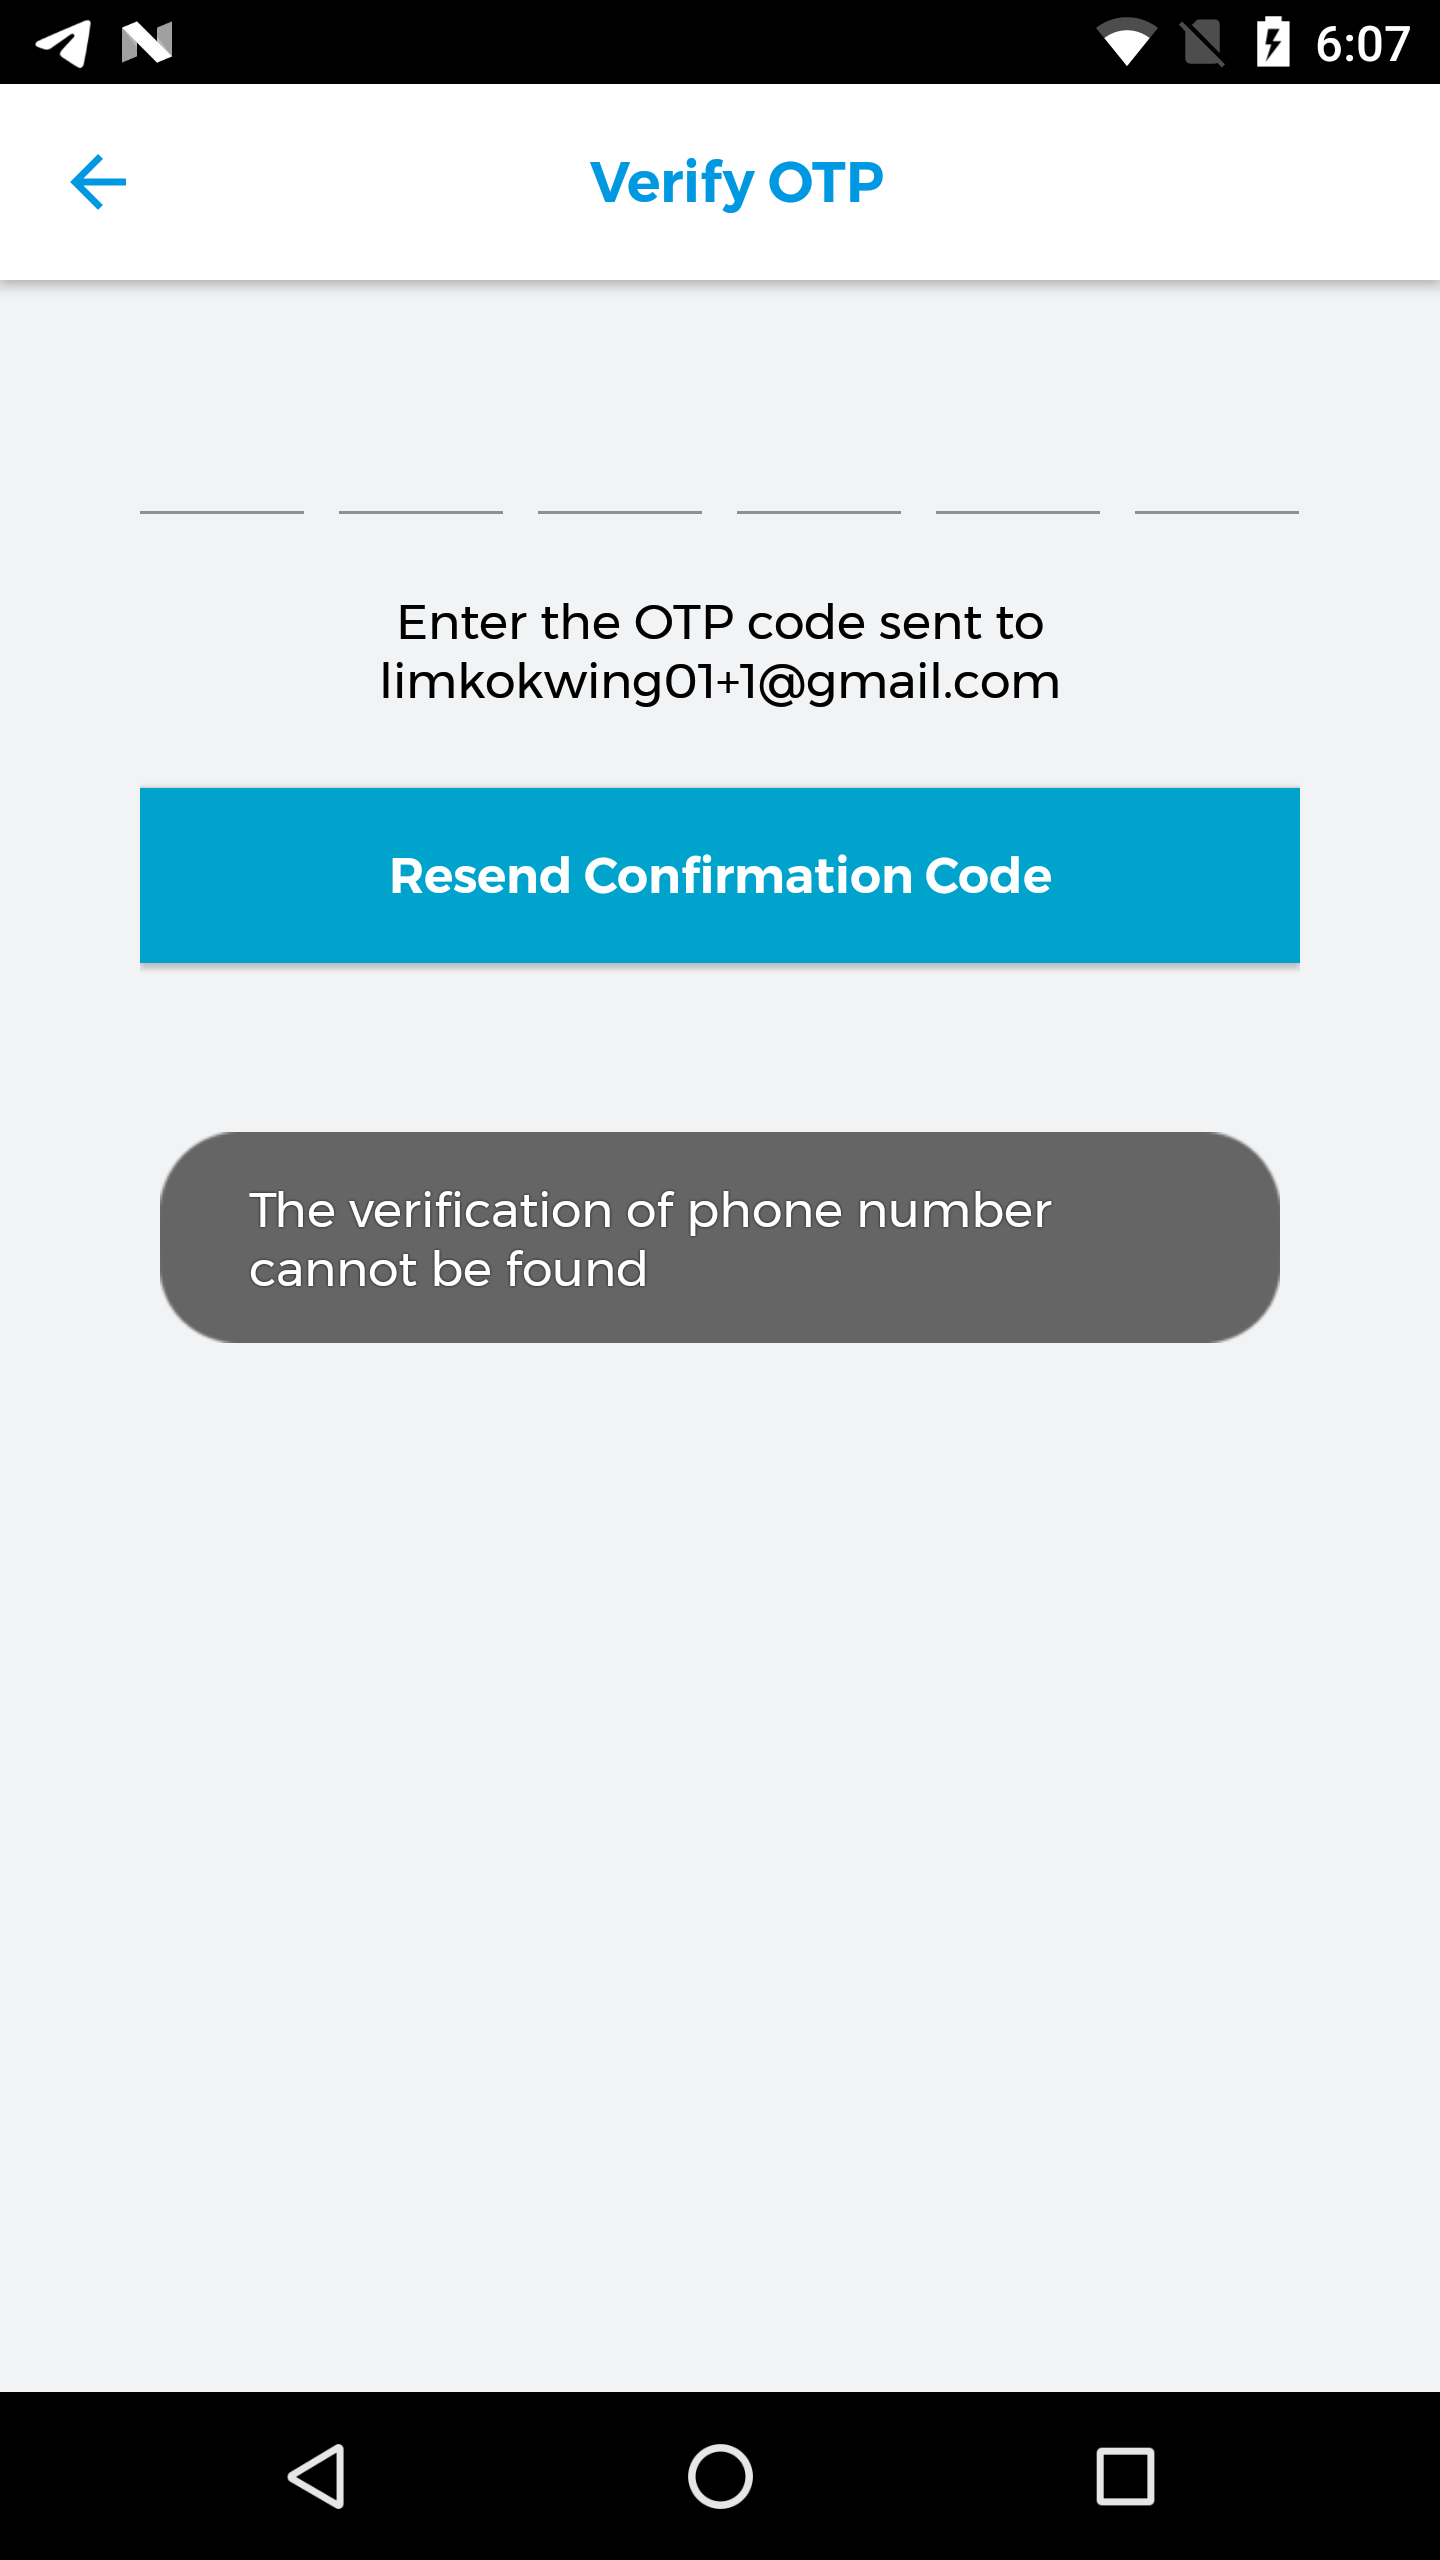 6:07
Verify OTP
Enter the OTP code sent to
limkokwing01+1@gmail.com
Resend Confirmation Code
The verification of phone number
cannot be found